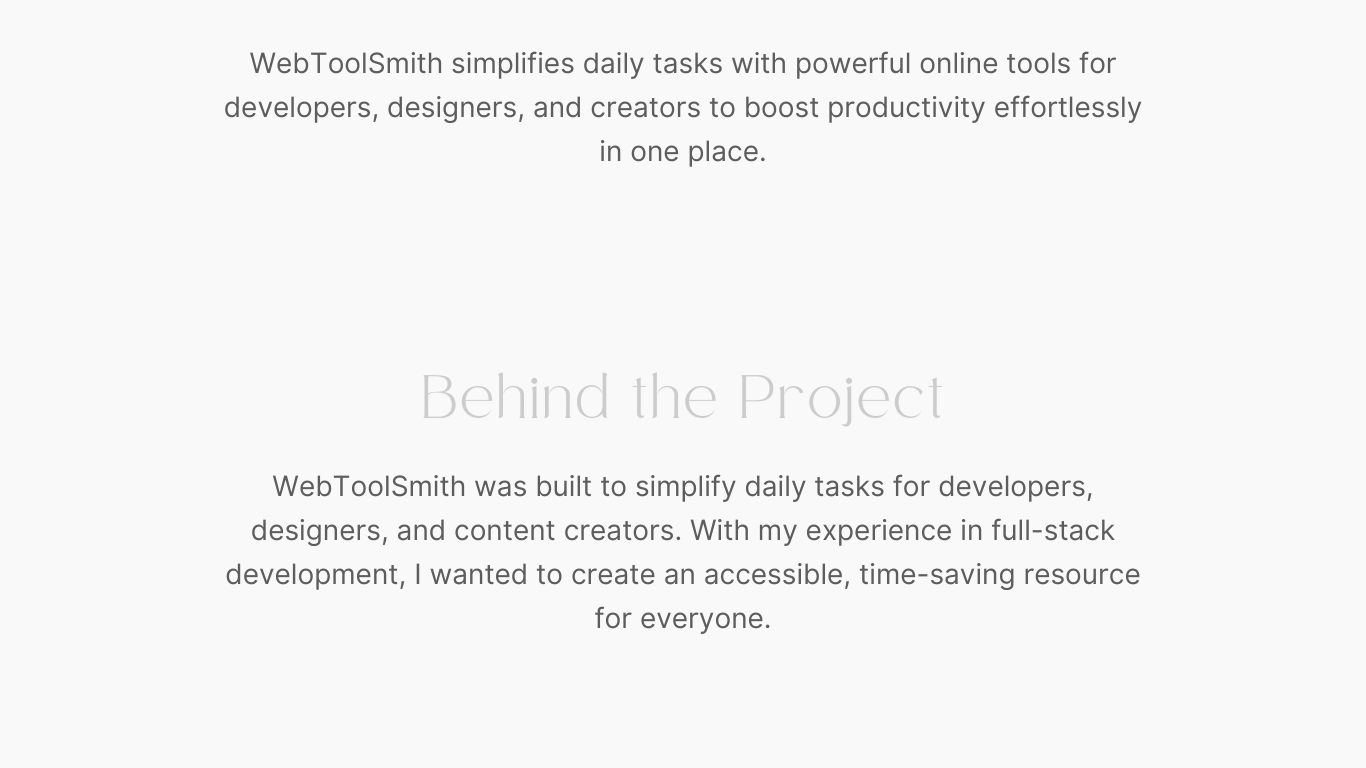 WebToolSmith simplifies daily tasks with powerful online tools for
developers, designers, and creators to boost productivity effortlessly
in one place.
Behind the Project
WebToolSmith was built to simplify daily tasks for developers,
designers, and content creators. With my experience in full-stack
development, I wanted to create an accessible, time-saving resource
for everyone.